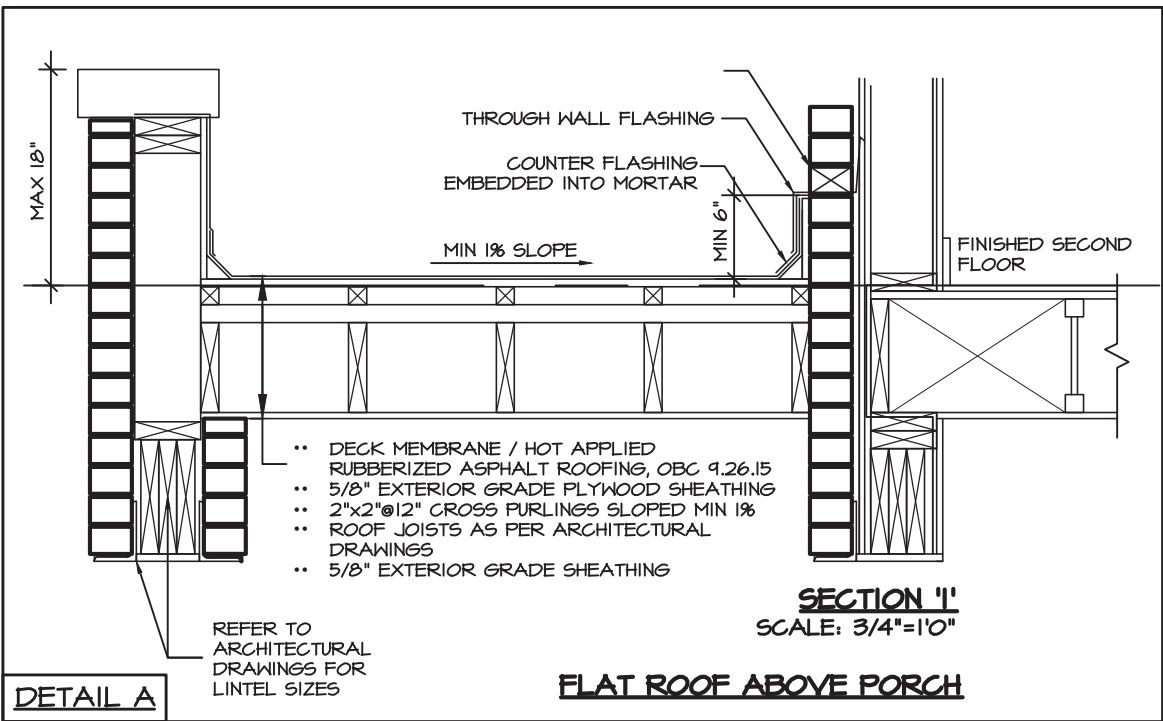 MAX 18"
THROUGH WALL FLASHING
COUNTER FLASHING
EMBEDDED INTO MORTAR
MIN 6"
MIN 1% SLOPE
FINISHED SECOND
FLOOR
•• DECK MEMBRANE / HOT APPLIED
RUBBERIZED ASPHALT ROOFING, OBC 9.26.15
•• 5/8" EXTERIOR GRADE PLYWOOD SHEATHING
•• 2"x2"@12" CROSS PURLINGS SLOPED MIN 1%
•• ROOF JOISTS AS PER ARCHITECTURAL
DRAWINGS
•• 5/8" EXTERIOR GRADE SHEATHING
REFER TO
ARCHITECTURAL
DRAWINGS FOR
LINTEL SIZES
SECTION '1'
SCALE: 3/4"=1'0"
FLAT ROOF ABOVE PORCH
DETAIL A